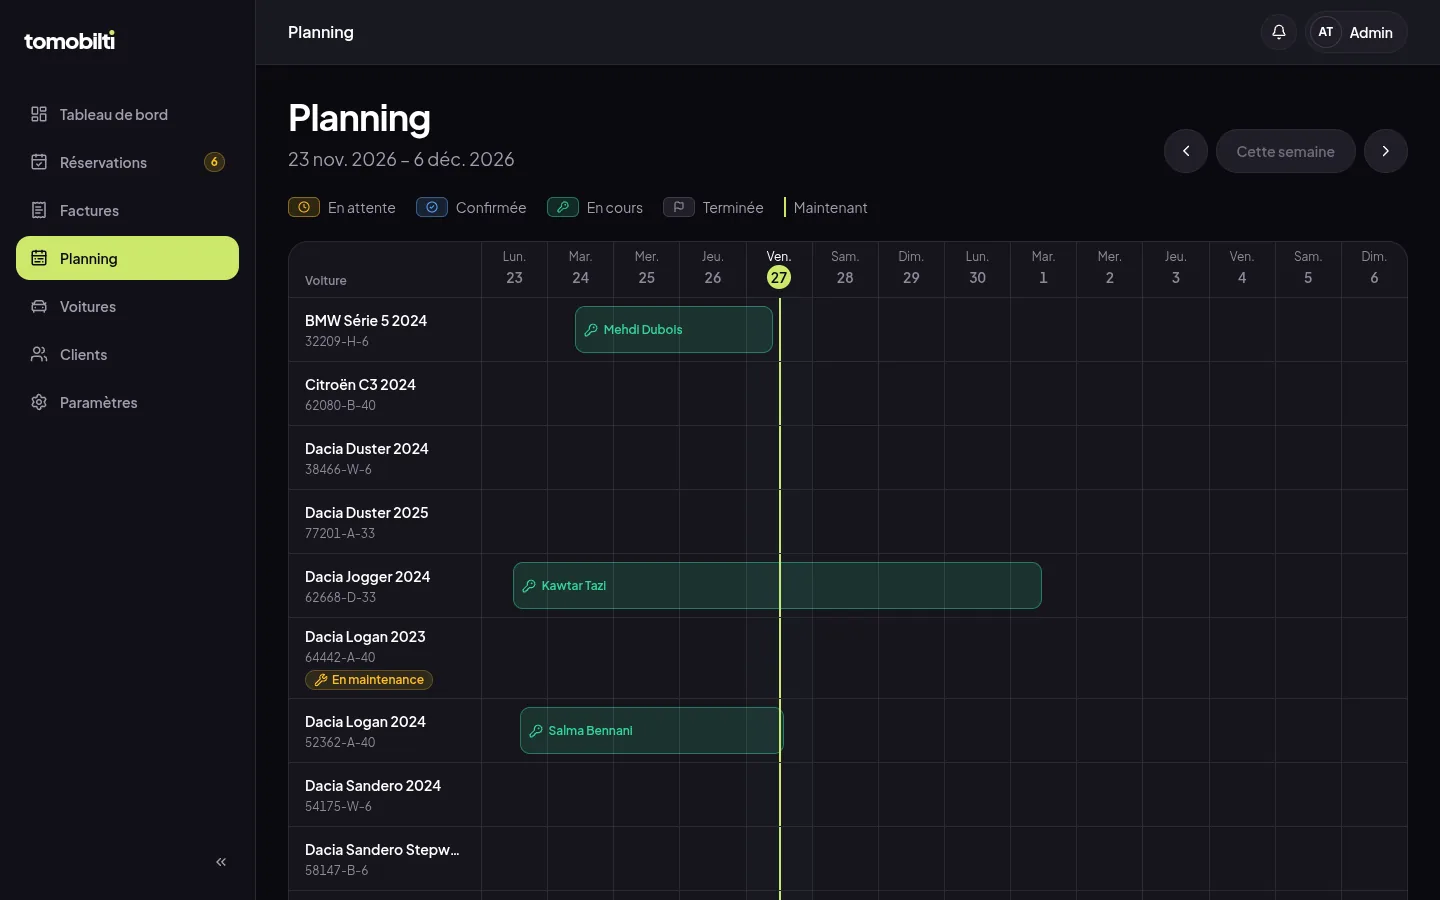 tomobilti
Planning
AT Admin
Tableau de bord
Réservations 6
Factures
Planning
Voitures
Clients
Paramètres
Planning
23 nov. 2026 – 6 déc. 2026
Cette semaine
En attente Confirmée En cours Terminée Maintenant
Voiture
Lun. 23
Mar. 24
Mer. 25
Jeu. 26
Ven. 27
Sam. 28
Dim. 29
Lun. 30
Mar. 1
Mer. 2
Jeu. 3
Ven. 4
Sam. 5
Dim. 6
BMW Série 5 2024
32209-H-6
Mehdi Dubois
Citroën C3 2024
62080-B-40
Dacia Duster 2024
38466-W-6
Dacia Duster 2025
77201-A-33
Dacia Jogger 2024
62668-D-33
Kawtar Tazi
Dacia Logan 2023
64442-A-40
En maintenance
Dacia Logan 2024
52362-A-40
Salma Bennani
Dacia Sandero 2024
54175-W-6
Dacia Sandero Stepw...
58147-B-6